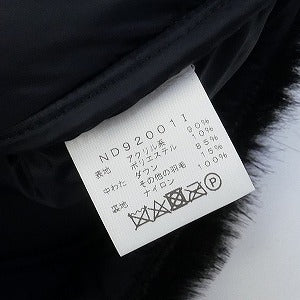 ND92001I
表地 アクリル系 90%
ポリエステル 10%
中わた ダウン 85%
その他の羽毛 15%
裏地 ナイロン 100%